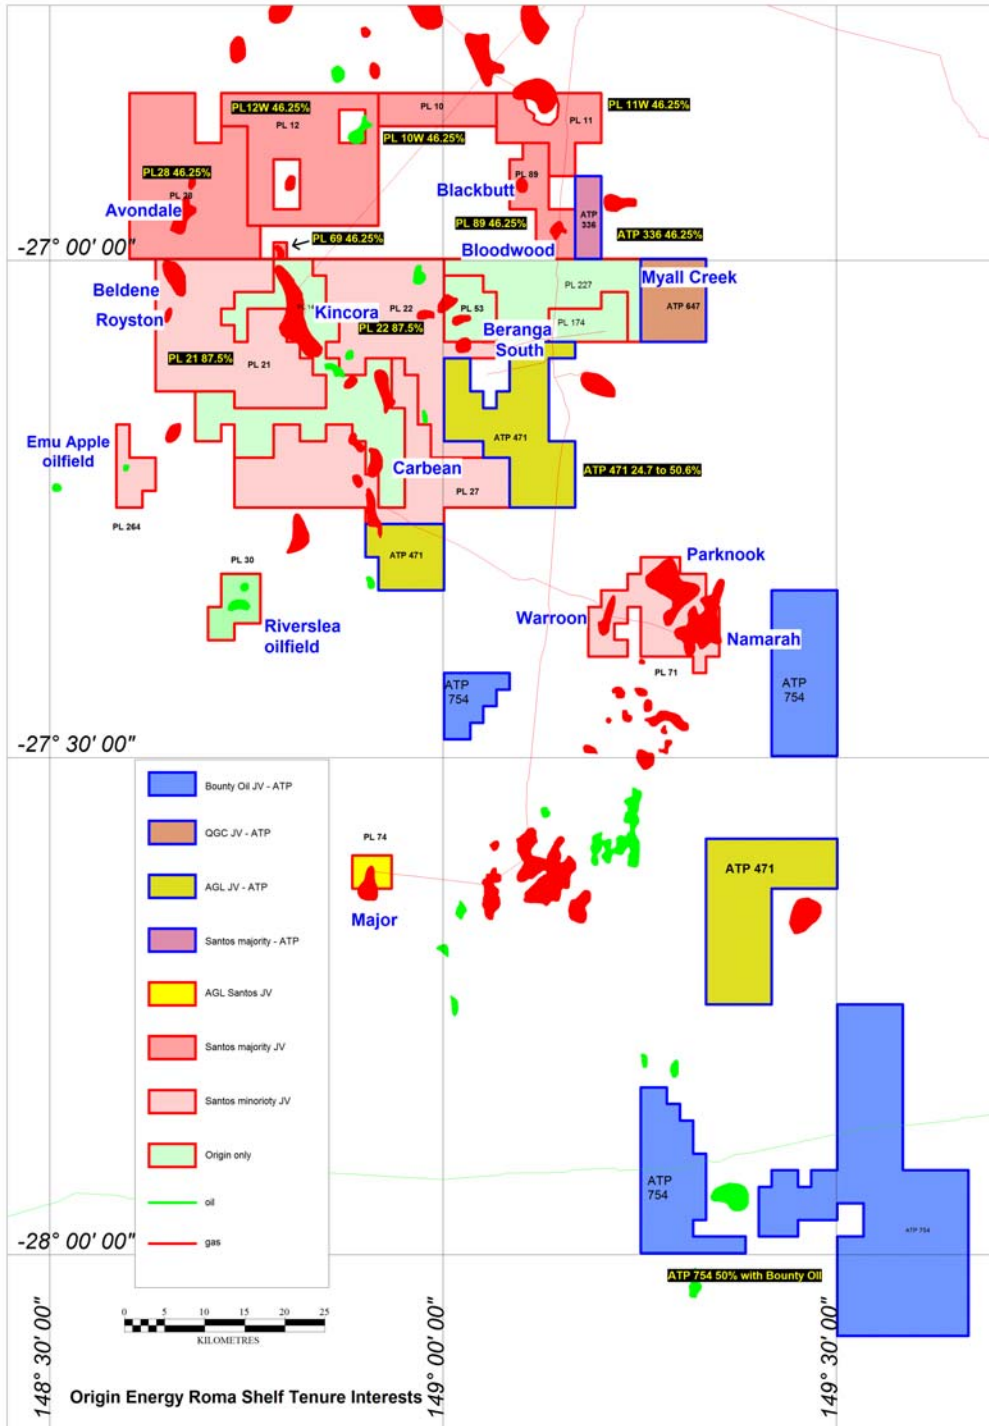 PL12W 46.25%
PL 12
PL 10
PL 11W 46.25%
PL 11
PL 10W 46.25%
PL28 46.25%
PL 28
Avondale
PL 89
Blackbutt
PL 89 46.25%
ATP
336
ATP 336 46.25%
PL 69 46.25%
Bloodwood
-27° 00' 00"
Beldene
Royston
PL 14
Kincora
PL 22
PL 22 87.5%
PL 53
PL 227
PL 174
Myall Creek
ATP 647
Beranga
South
PL 21 87.5%
PL 21
Emu Apple
oilfield
PL 264
ATP 471
Carbean
PL 27
ATP 471 24.7 to 50.6%
ATP 471
PL 30
Riverslea
oilfield
Parknook
Warroon
Namarah
PL 71
ATP
754
ATP
754
-27° 30' 00"
Bounty Oil JV - ATP
QGC JV - ATP
AGL JV - ATP
Santos majority - ATP
AGL Santos JV
Santos majority JV
Santos minorioty JV
Origin only
oil
gas
PL 74
Major
ATP 471
ATP
754
ATP 754
-28° 00' 00"
ATP 754 50% with Bounty OIl
0 5 10 15 20 25
KILOMETRES
148° 30' 00"
149° 00' 00"
149° 30' 00"
Origin Energy Roma Shelf Tenure Interests